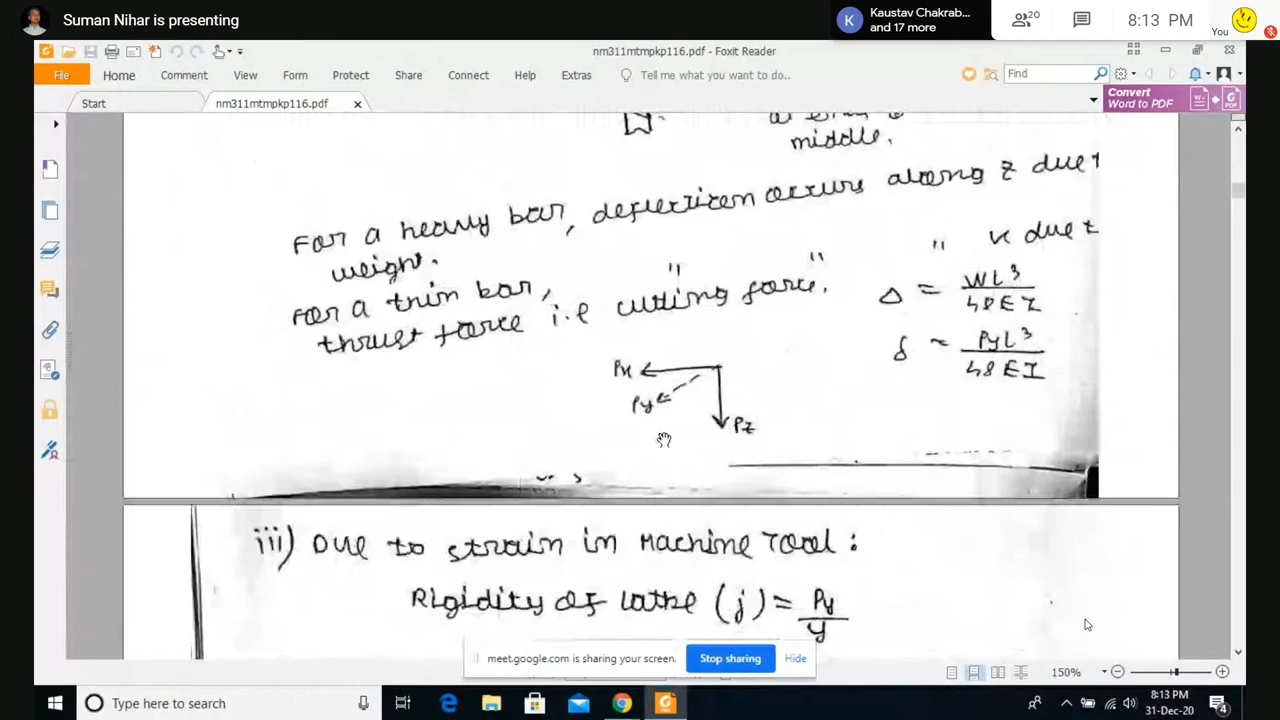 Suman Nihar is presenting
Kaustav Chakrab...
and 17 more
20
8:13 PM
You
nm311mtmpkp116.pdf - Foxit Reader
File Home Comment View Form Protect Share Connect Help Extras Tell me what you want to do.. Find
Start nm311mtmpkp116.pdf
Convert
Word to PDF
middle.
For a heavy bar, deflection occurs along z due t
weight.
For a thin bar, " " " x due t
thrust force i.e cutting force.
Δ = WL³/48EI
δ = PyL³/48EI
Px
Py
Pz
iii) Due to strain in Machine Tool :
Rigidity of lathe (j) = Py/y
meet.google.com is sharing your screen. Stop sharing Hide
150%
Type here to search
8:13 PM
31-Dec-20
4